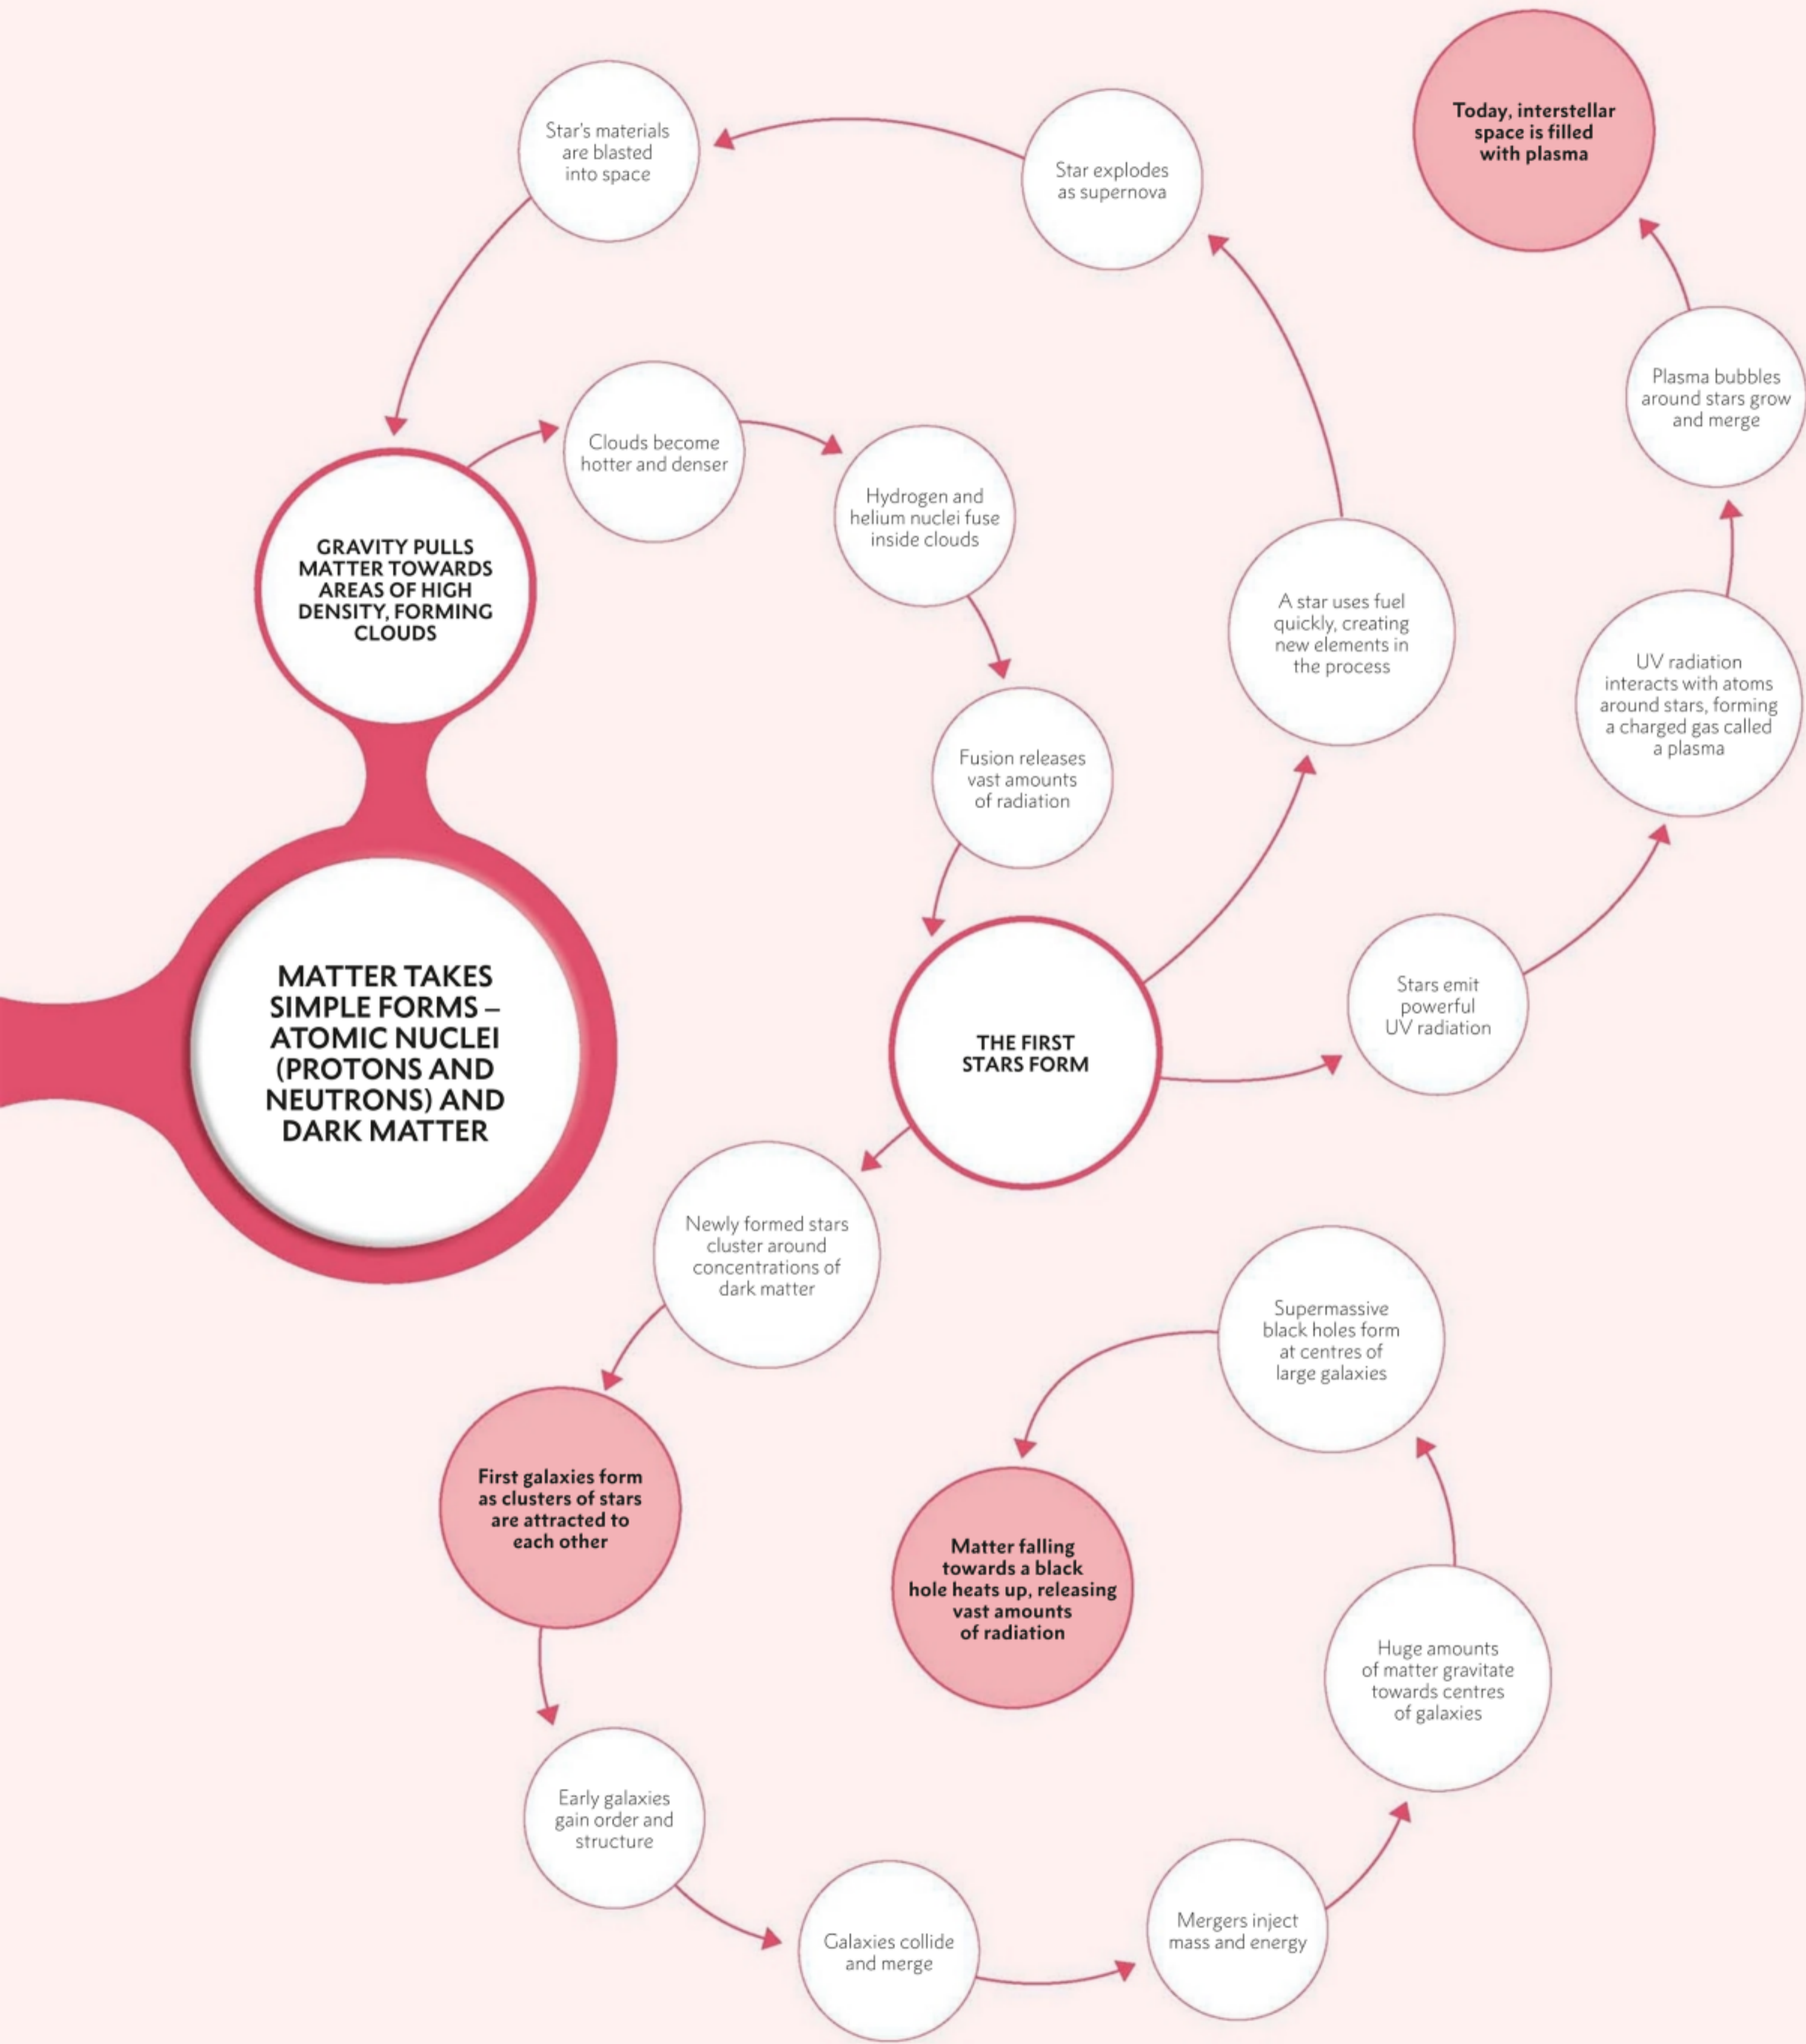 MATTER TAKES
SIMPLE FORMS –
ATOMIC NUCLEI
(PROTONS AND
NEUTRONS) AND
DARK MATTER
GRAVITY PULLS
MATTER TOWARDS
AREAS OF HIGH
DENSITY, FORMING
CLOUDS
Clouds become
hotter and denser
Hydrogen and
helium nuclei fuse
inside clouds
Fusion releases
vast amounts
of radiation
THE FIRST
STARS FORM
A star uses fuel
quickly, creating
new elements in
the process
Star explodes
as supernova
Star's materials
are blasted
into space
Stars emit
powerful
UV radiation
UV radiation
interacts with atoms
around stars, forming
a charged gas called
a plasma
Plasma bubbles
around stars grow
and merge
Today, interstellar
space is filled
with plasma
Newly formed stars
cluster around
concentrations of
dark matter
First galaxies form
as clusters of stars
are attracted to
each other
Early galaxies
gain order and
structure
Galaxies collide
and merge
Mergers inject
mass and energy
Huge amounts
of matter gravitate
towards centres
of galaxies
Supermassive
black holes form
at centres of
large galaxies
Matter falling
towards a black
hole heats up, releasing
vast amounts
of radiation